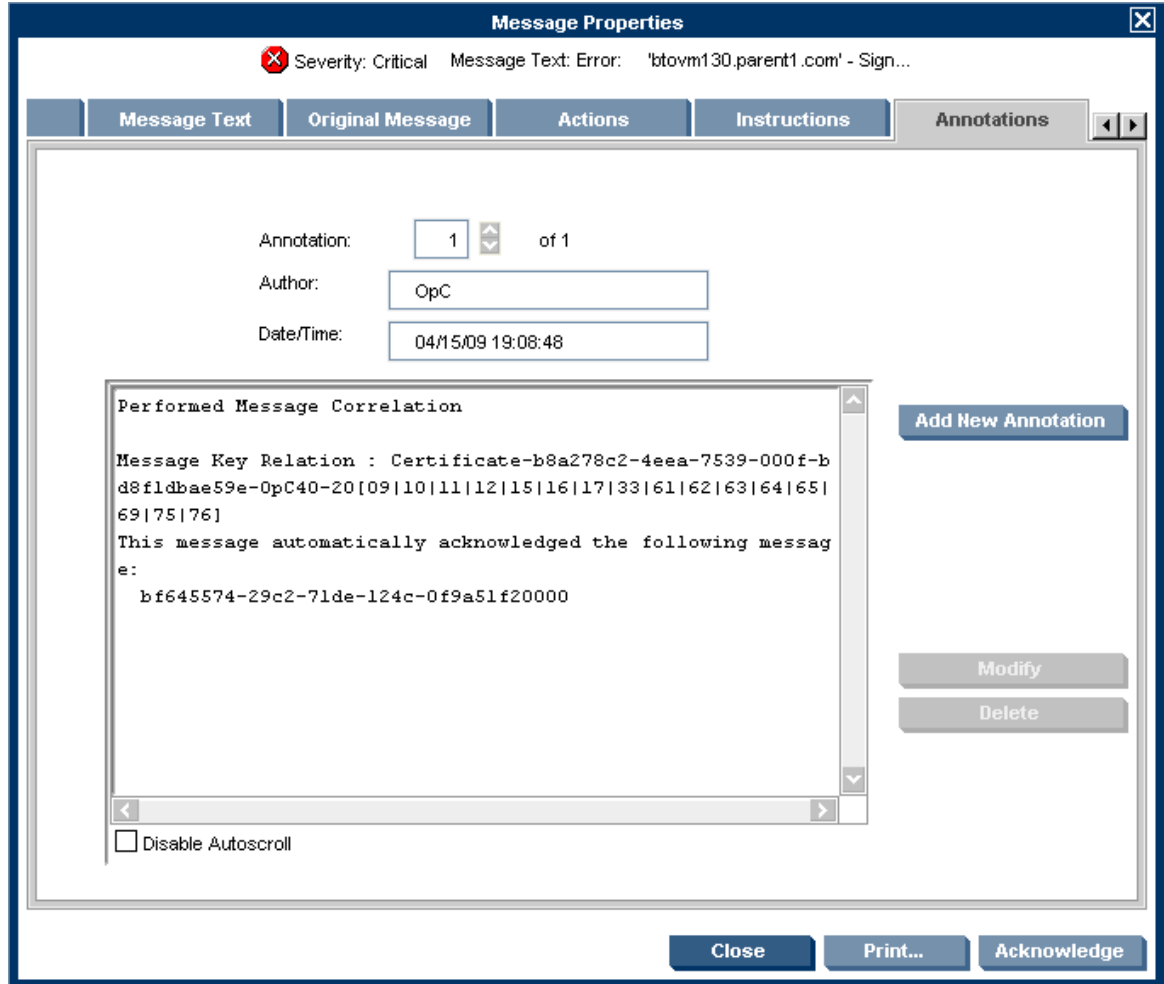 Message Properties
Severity: Critical Message Text: Error: 'btovm130.parent1.com' - Sign...
Message Text Original Message Actions Instructions Annotations
Annotation: 1 of 1
Author: OpC
Date/Time: 04/15/09 19:08:48
Performed Message Correlation
Message Key Relation : Certificate-b8a278c2-4eea-7539-000f-b
d8f1dbae59e-OpC40-20[09|10|11|12|15|16|17|33|61|62|63|64|65|
69|75|76]
This message automatically acknowledged the following messag
e:
bf645574-29c2-71de-124c-0f9a51f20000
Add New Annotation
Modify
Delete
Disable Autoscroll
Close Print... Acknowledge